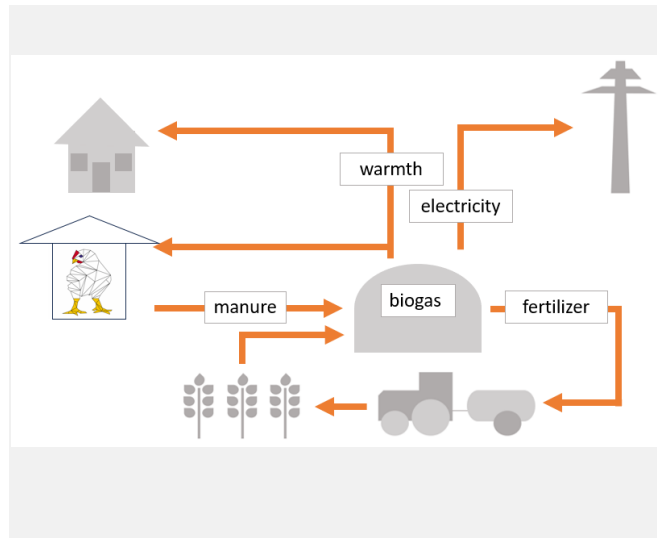 warmth
electricity
manure
biogas
fertilizer